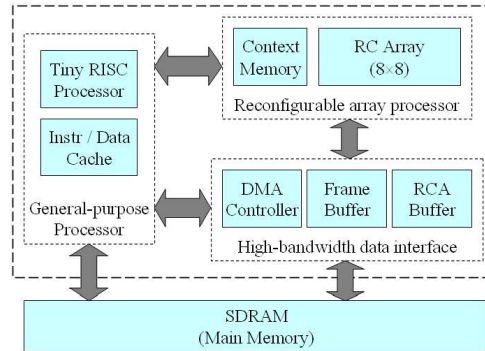 Tiny RISC
Processor
Instr / Data
Cache
General-purpose
Processor
Context
Memory
RC Array
(8×8)
Reconfigurable array processor
DMA
Controller
Frame
Buffer
RCA
Buffer
High-bandwidth data interface
SDRAM
(Main Memory)